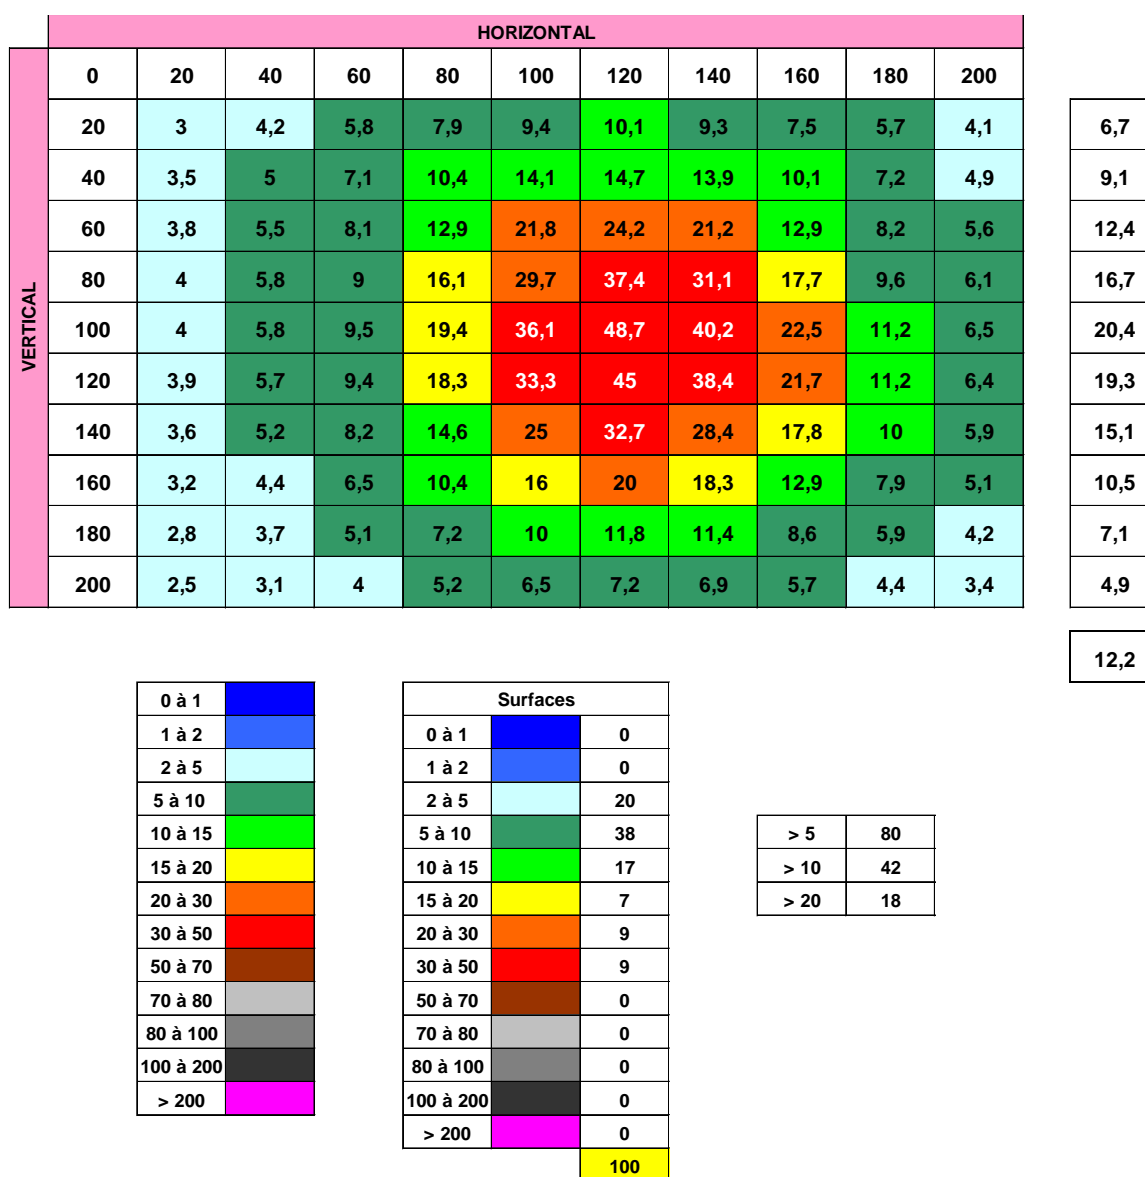 HORIZONTAL
VERTICAL
0 20 40 60 80 100 120 140 160 180 200
20 3 4,2 5,8 7,9 9,4 10,1 9,3 7,5 5,7 4,1 6,7
40 3,5 5 7,1 10,4 14,1 14,7 13,9 10,1 7,2 4,9 9,1
60 3,8 5,5 8,1 12,9 21,8 24,2 21,2 12,9 8,2 5,6 12,4
80 4 5,8 9 16,1 29,7 37,4 31,1 17,7 9,6 6,1 16,7
100 4 5,8 9,5 19,4 36,1 48,7 40,2 22,5 11,2 6,5 20,4
120 3,9 5,7 9,4 18,3 33,3 45 38,4 21,7 11,2 6,4 19,3
140 3,6 5,2 8,2 14,6 25 32,7 28,4 17,8 10 5,9 15,1
160 3,2 4,4 6,5 10,4 16 20 18,3 12,9 7,9 5,1 10,5
180 2,8 3,7 5,1 7,2 10 11,8 11,4 8,6 5,9 4,2 7,1
200 2,5 3,1 4 5,2 6,5 7,2 6,9 5,7 4,4 3,4 4,9
12,2
0 à 1
1 à 2
2 à 5
5 à 10
10 à 15
15 à 20
20 à 30
30 à 50
50 à 70
70 à 80
80 à 100
100 à 200
> 200
Surfaces
0 à 1 0
1 à 2 0
2 à 5 20
5 à 10 38
10 à 15 17
15 à 20 7
20 à 30 9
30 à 50 9
50 à 70 0
70 à 80 0
80 à 100 0
100 à 200 0
> 200 0
100
> 5 80
> 10 42
> 20 18